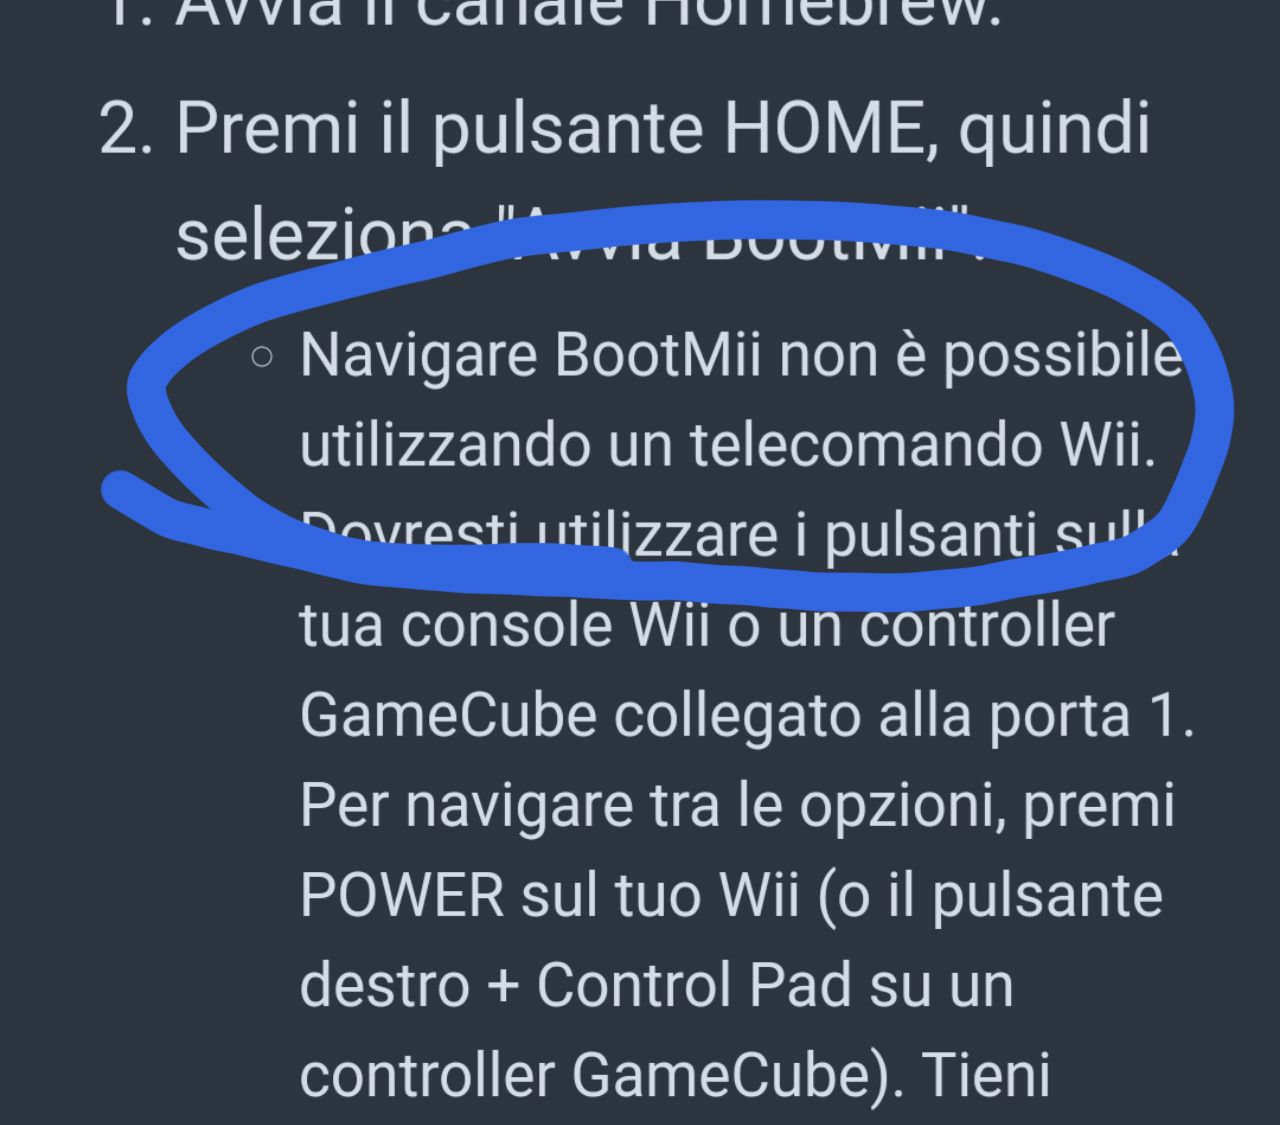 1. Avvia il canale Homebrew.
2. Premi il pulsante HOME, quindi
seleziona "Avvia BootMii".
Navigare BootMii non è possibile
utilizzando un telecomando Wii.
Dovresti utilizzare i pulsanti sulla
tua console Wii o un controller
GameCube collegato alla porta 1.
Per navigare tra le opzioni, premi
POWER sul tuo Wii (o il pulsante
destro + Control Pad su un
controller GameCube). Tieni